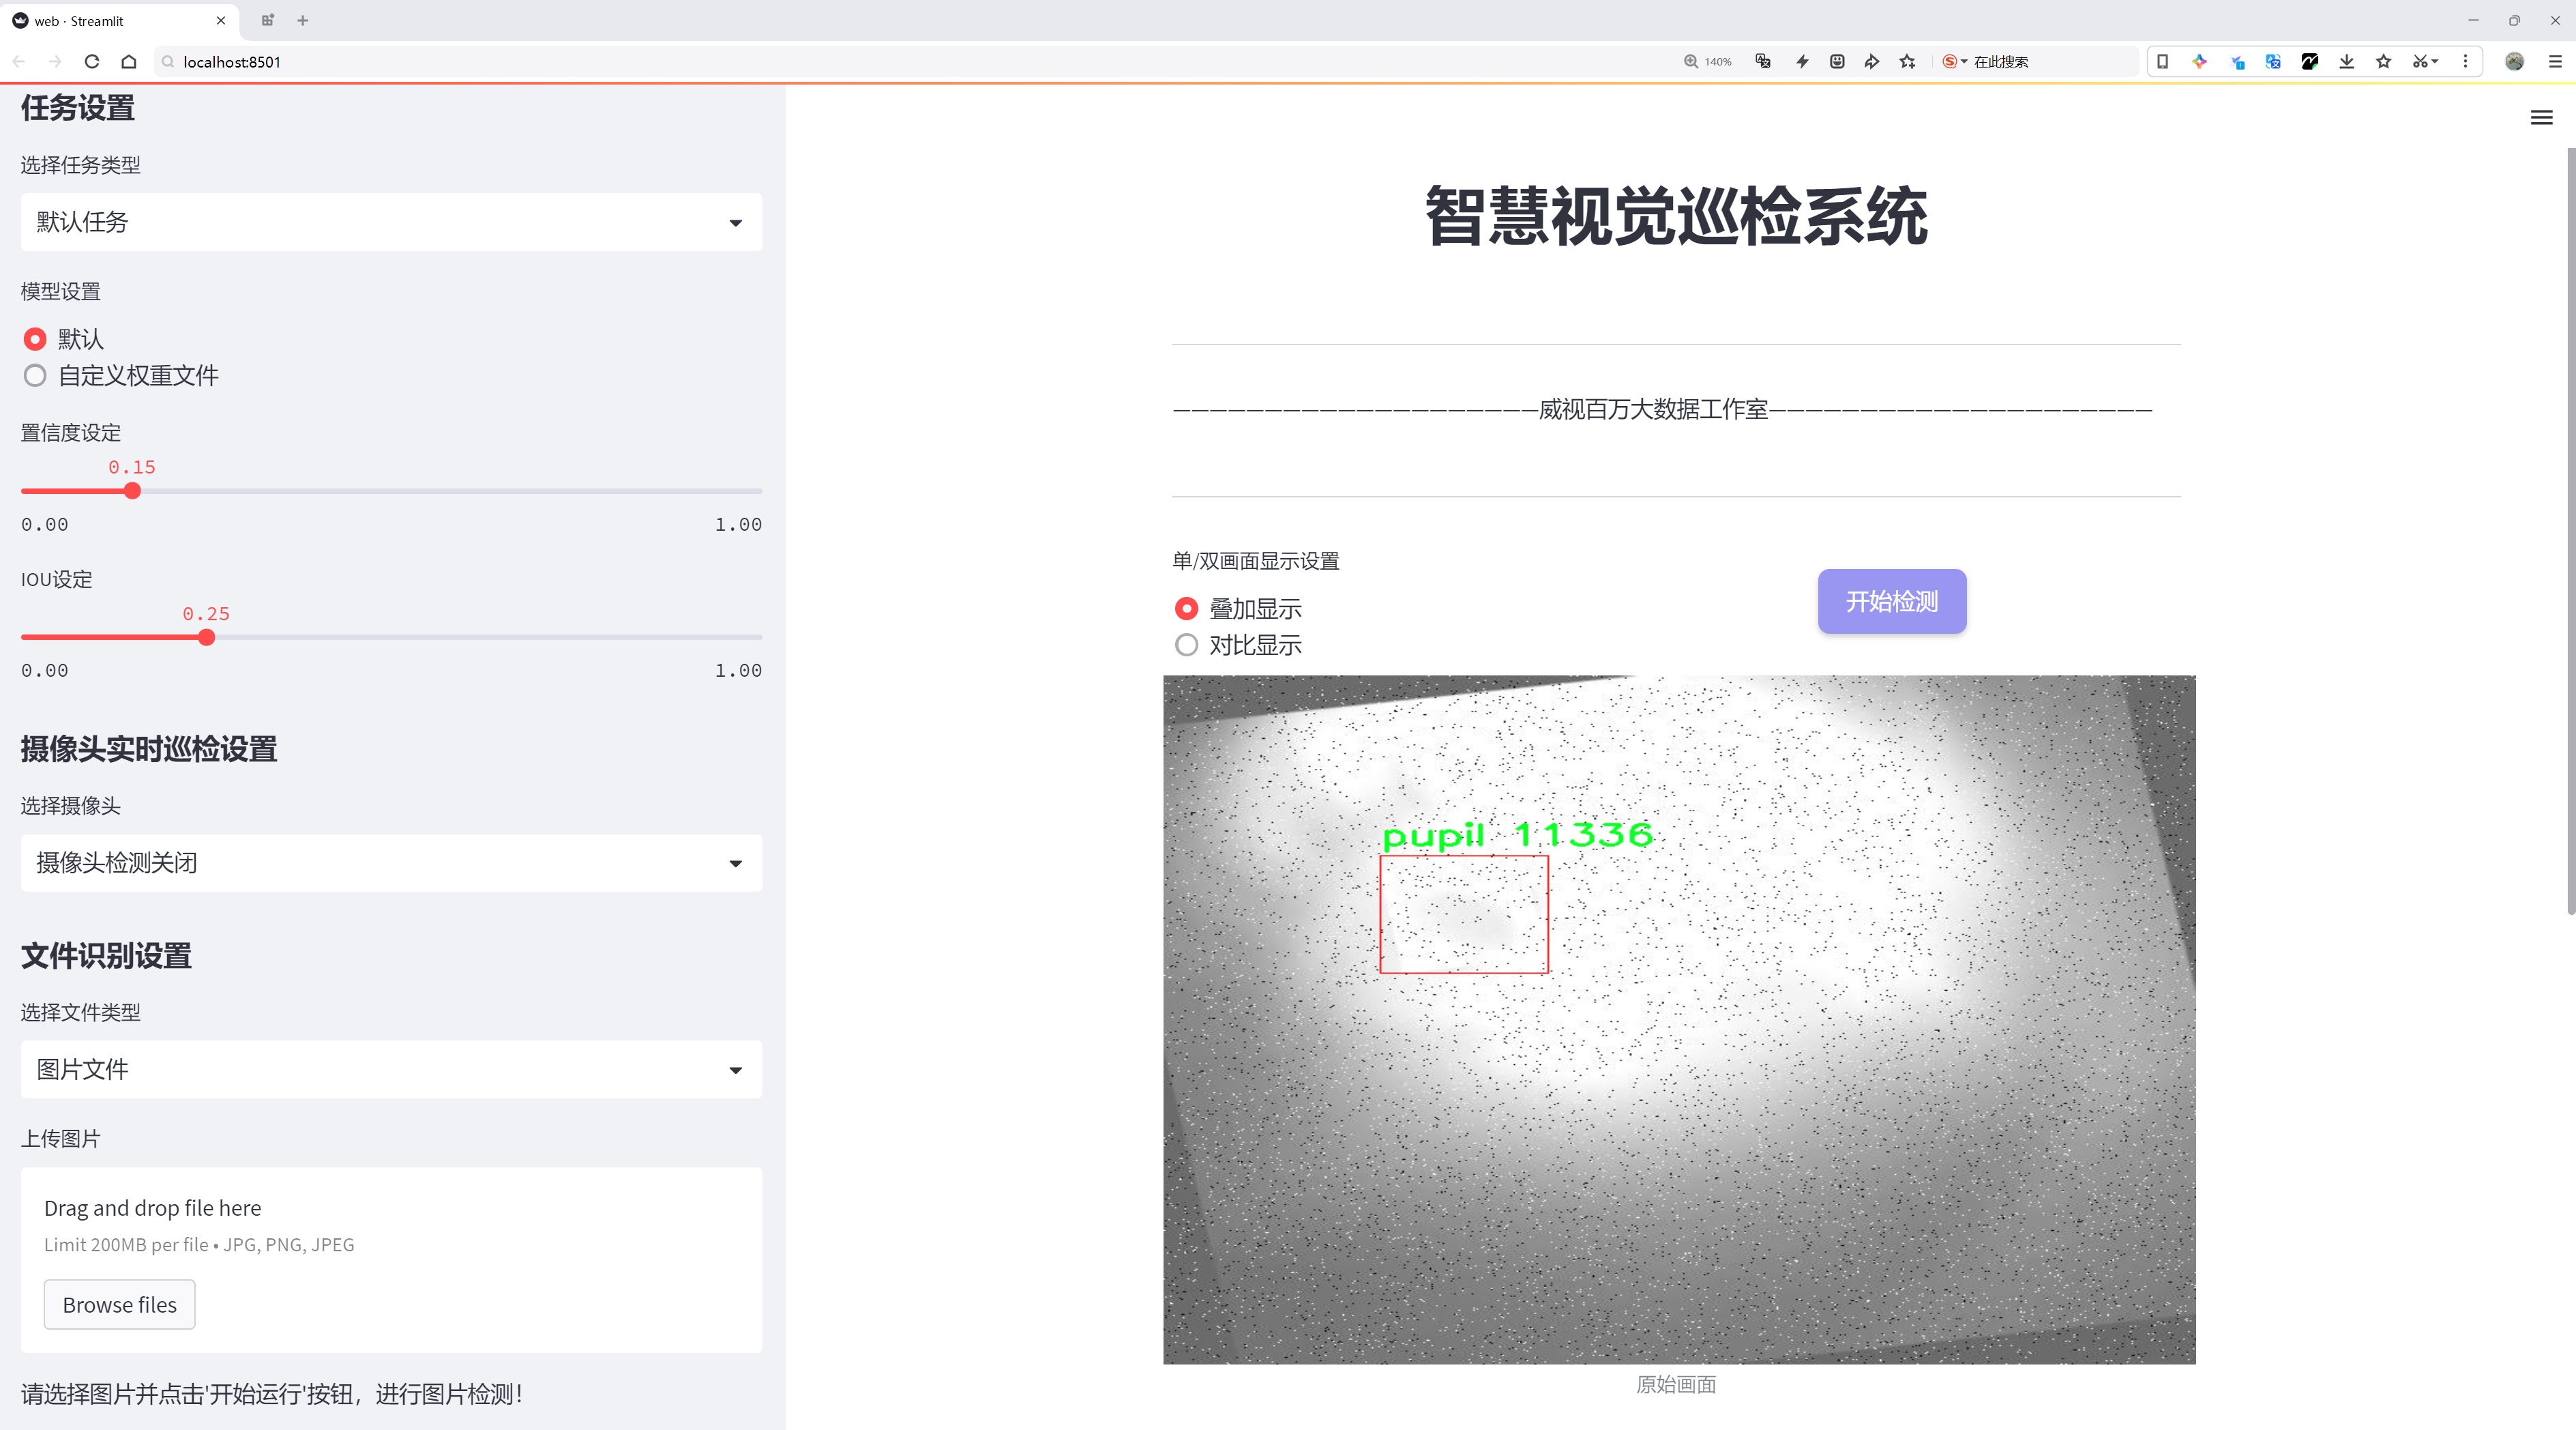 web · Streamlit
localhost:8501
140%
在此搜索
任务设置
选择任务类型
默认任务
模型设置
默认
自定义权重文件
置信度设定
0.15
0.00
1.00
IOU设定
0.25
0.00
1.00
摄像头实时巡检设置
选择摄像头
摄像头检测关闭
文件识别设置
选择文件类型
图片文件
上传图片
Drag and drop file here
Limit 200MB per file • JPG, PNG, JPEG
Browse files
请选择图片并点击'开始运行'按钮，进行图片检测！
智慧视觉巡检系统
————————————————————威视百万大数据工作室—————————————————————
单/双画面显示设置
叠加显示
对比显示
开始检测
pupil 11336
原始画面